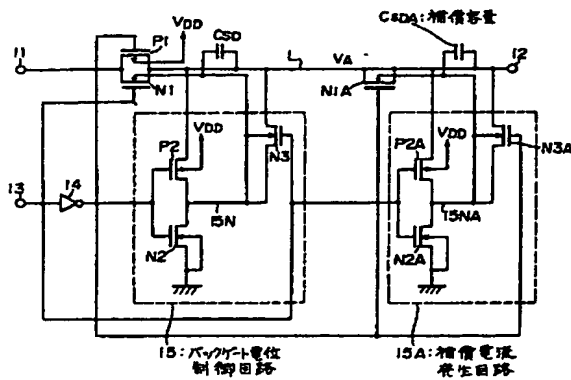 CSDA:補償容量
11
P1
VDD
CSD
L
VA
12
N1
N1A
P2
VDD
N3
P2A
VDD
N3A
13
14
15N
15NA
N2
N2A
15:バックゲート電位
制御回路
15A:補償電流
発生回路